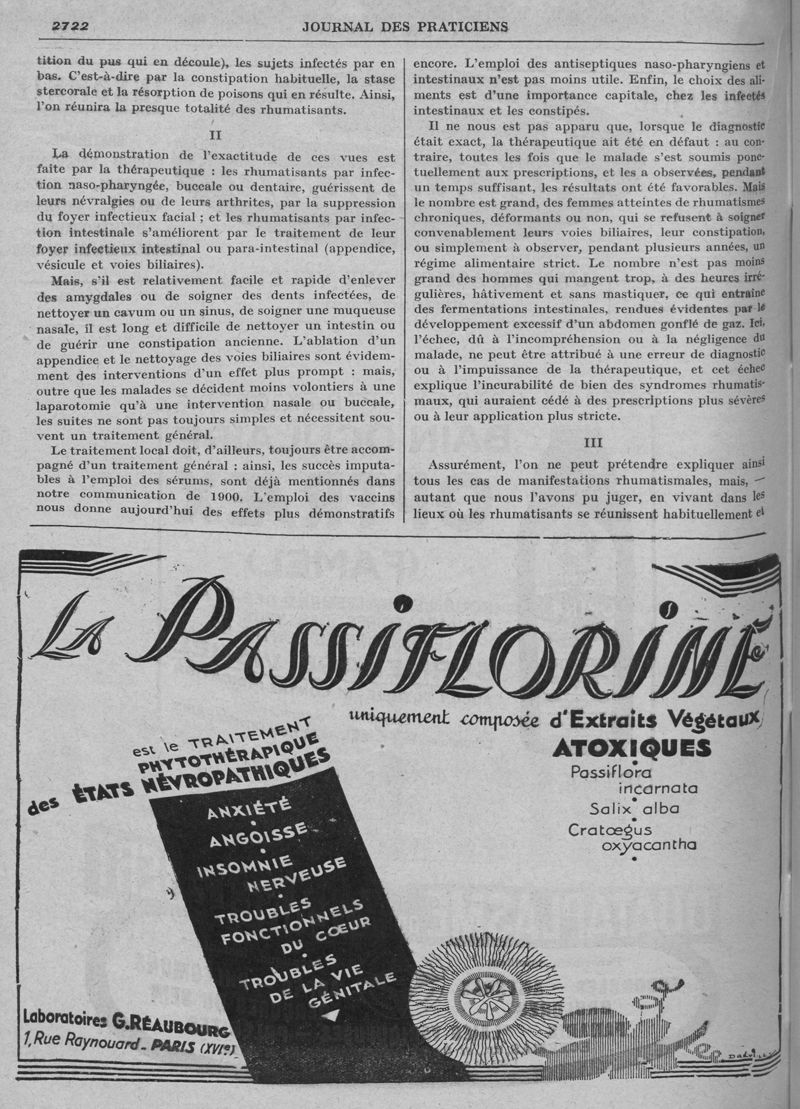 2722
JOURNAL DES PRATICIENS
tition du pus qui en découle), les sujets infectés par en
bas. C'est-à-dire par la constipation habituelle, la stase
stercorale et la résorption de poisons qui en résulte. Ainsi,
l'on réunira la presque totalité des rhumatisants.
II
La démonstration de l'exactitude de ces vues est
faite par la thérapeutique : les rhumatisants par infec-
tion naso-pharyngée, buccale ou dentaire, guérissent de
leurs névralgies ou de leurs arthrites, par la suppression
du foyer infectieux facial ; et les rhumatisants par infec-
tion intestinale s'améliorent par le traitement de leur
foyer infectieux intestinal ou para-intestinal (appendice,
vésicule et voies biliaires).
Mais, s'il est relativement facile et rapide d'enlever
des amygdales ou de soigner des dents infectées, de
nettoyer un cavum ou un sinus, de soigner une muqueuse
nasale, il est long et difficile de nettoyer un intestin ou
de guérir une constipation ancienne. L'ablation d'un
appendice et le nettoyage des voies biliaires sont évidem-
ment des interventions d'un effet plus prompt : mais,
outre que les malades se décident moins volontiers à une
laparotomie qu'à une intervention nasale ou buccale,
les suites ne sont pas toujours simples et nécessitent sou-
vent un traitement général.
Le traitement local doit, d'ailleurs, toujours être accom-
pagné d'un traitement général : ainsi, les succès imputa-
bles à l'emploi des sérums, sont déjà mentionnés dans
notre communication de 1900. L'emploi des vaccins
nous donne aujourd'hui des effets plus démonstratifs
encore. L'emploi des antiseptiques naso-pharyngiens et
intestinaux n'est pas moins utile. Enfin, le choix des ali-
ments est d'une importance capitale, chez les infectés
intestinaux et les constipés.
Il ne nous est pas apparu que, lorsque le diagnostic
était exact, la thérapeutique ait été en défaut : au con-
traire, toutes les fois que le malade s'est soumis ponc-
tuellement aux prescriptions, et les a observées, pendant
un temps suffisant, les résultats ont été favorables. Mais
le nombre est grand, des femmes atteintes de rhumatismes
chroniques, déformants ou non, qui se refusent à soigner
convenablement leurs voies biliaires, leur constipation,
ou simplement à observer, pendant plusieurs années, un
régime alimentaire strict. Le nombre n'est pas moins
grand des hommes qui mangent trop, à des heures irré-
gulières, hâtivement et sans mastiquer, ce qui entraine
des fermentations intestinales, rendues évidentes par le
développement excessif d'un abdomen gonflé de gaz. Ici,
l'échec, dû à l'incompréhension ou à la négligence du
malade, ne peut être attribué à une erreur de diagnostic
ou à l'impuissance de la thérapeutique, et cet échec
explique l'incurabilité de bien des syndromes rhumatis-
maux, qui auraient cédé à des prescriptions plus sévères
ou à leur application plus stricte.
III
Assurément, l'on ne peut prétendre expliquer ainsi
tous les cas de manifestations rhumatismales, mais, —
autant que nous l'avons pu juger, en vivant dans les
lieux où les rhumatisants se réunissent habituellement et
LA PASSIFLORINE
uniquement composée d'Extraits Végétaux
ATOXIQUES
Passiflora
incarnata
Salix alba
Cratœgus
oxyacantha
est le TRAITEMENT
PHYTOTHÉRAPIQUE
des ÉTATS NÉVROPATHIQUES
ANXIÉTÉ
ANGOISSE
INSOMNIE
NERVEUSE
TROUBLES
FONCTIONNELS
DU CŒUR
TROUBLES
DE LA VIE
GÉNITALE
Laboratoires G.RÉAUBOURG
1, Rue Raynouard_ PARIS (XVIe)